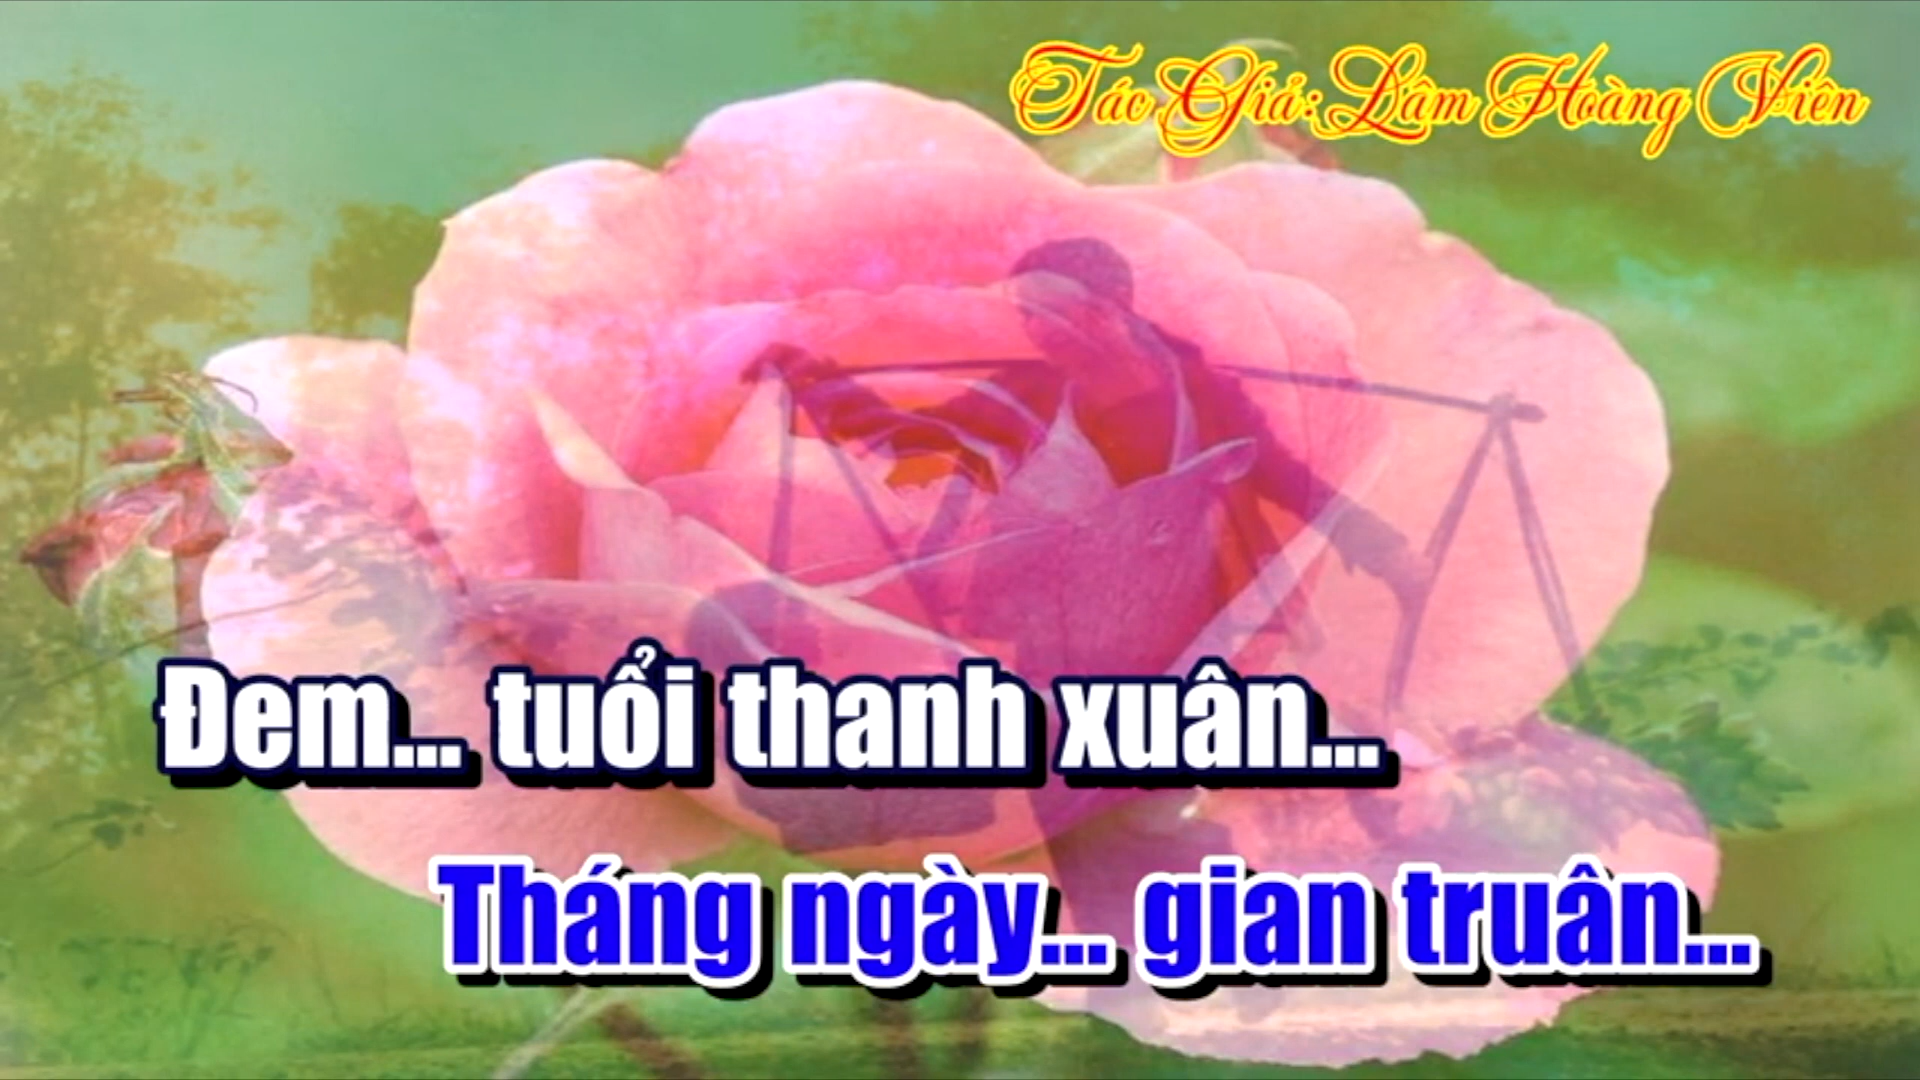 Tác Giả: Lâm Hoàng Viên
Đem... tuổi thanh xuân...
Tháng ngày... gian truân...